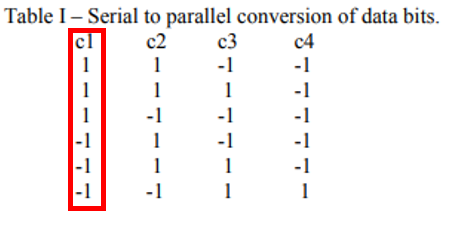 Table I – Serial to parallel conversion of data bits.
c1 c2 c3 c4
1 1 -1 -1
1 1 1 -1
1 -1 -1 -1
-1 1 -1 -1
-1 1 1 -1
-1 -1 1 1